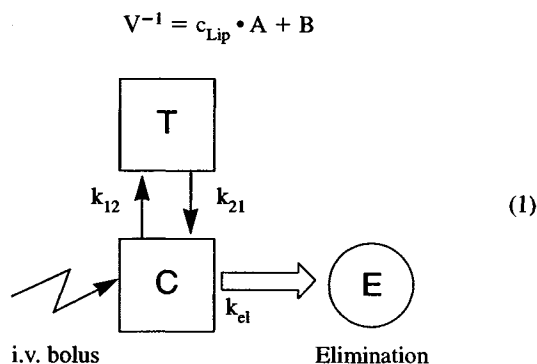 V⁻¹ = c_Lip • A + B
T
k₁₂
k₂₁
(1)
C
E
k_el
i.v. bolus
Elimination